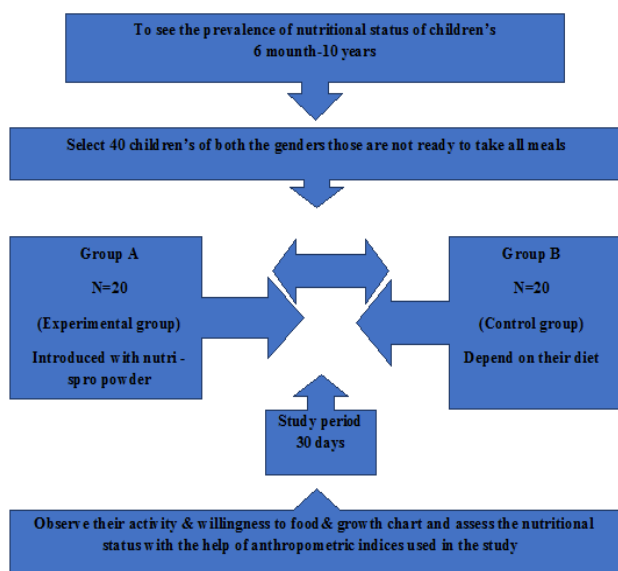 To see the prevalence of nutritional status of children's
6 mounth-10 years
Select 40 children's of both the genders those are not ready to take all meals
Group A
N=20
(Experimental group)
Introduced with nutri -
spro powder
Group B
N=20
(Control group)
Depend on their diet
Study period
30 days
Observe their activity & willingness to food & growth chart and assess the nutritional
status with the help of anthropometric indices used in the study